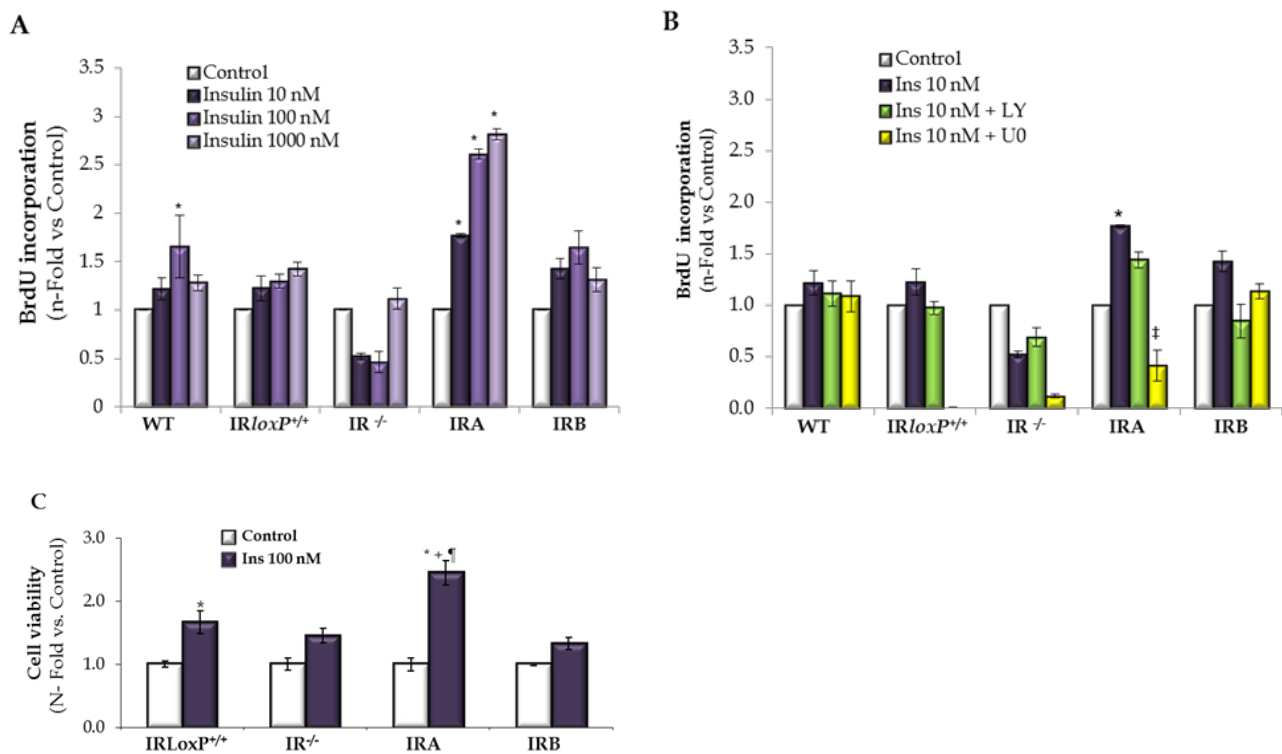 A
BrdU incorporation
(n-Fold vs Control)
3.5
3
2.5
2
1.5
1
0.5
0
Control
Insulin 10 nM
Insulin 100 nM
Insulin 1000 nM
*
*
*
*
WT
IRloxP+/+
IR -/-
IRA
IRB
B
BrdU incorporation
(n-Fold vs Control)
3.5
3.0
2.5
2.0
1.5
1.0
0.5
0.0
Control
Ins 10 nM
Ins 10 nM + LY
Ins 10 nM + U0
*
‡
WT
IRloxP+/+
IR -/-
IRA
IRB
C
Cell viability
(N- Fold vs. Control)
3.0
2.0
1.0
0.0
Control
Ins 100 nM
*
* + ¶
IRLoxP+/+
IR-/-
IRA
IRB